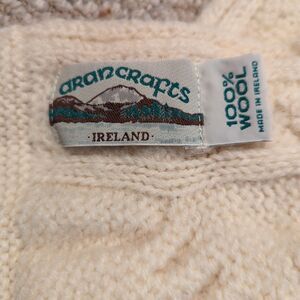 arancrafts
·IRELAND·
100%
WOOL
MADE IN IRELAND